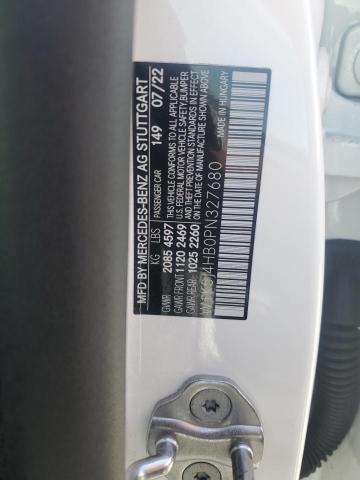 MFD BY MERCEDES-BENZ AG STUTTGART
KG LBS PASSENGER CAR 149 07/22
GVWR 2085 4597 THIS VEHICLE CONFORMS TO ALL APPLICABLE
GAWR FRONT 1120 2469 U.S. FEDERAL MOTOR VEHICLE SAFETY, BUMPER
GAWR REAR 1025 2260 AND THEFT PREVENTION STANDARDS IN EFFECT
ON THE DATE OF MANUFACTURE SHOWN ABOVE
4HB0PN327680 MADE IN HUNGARY